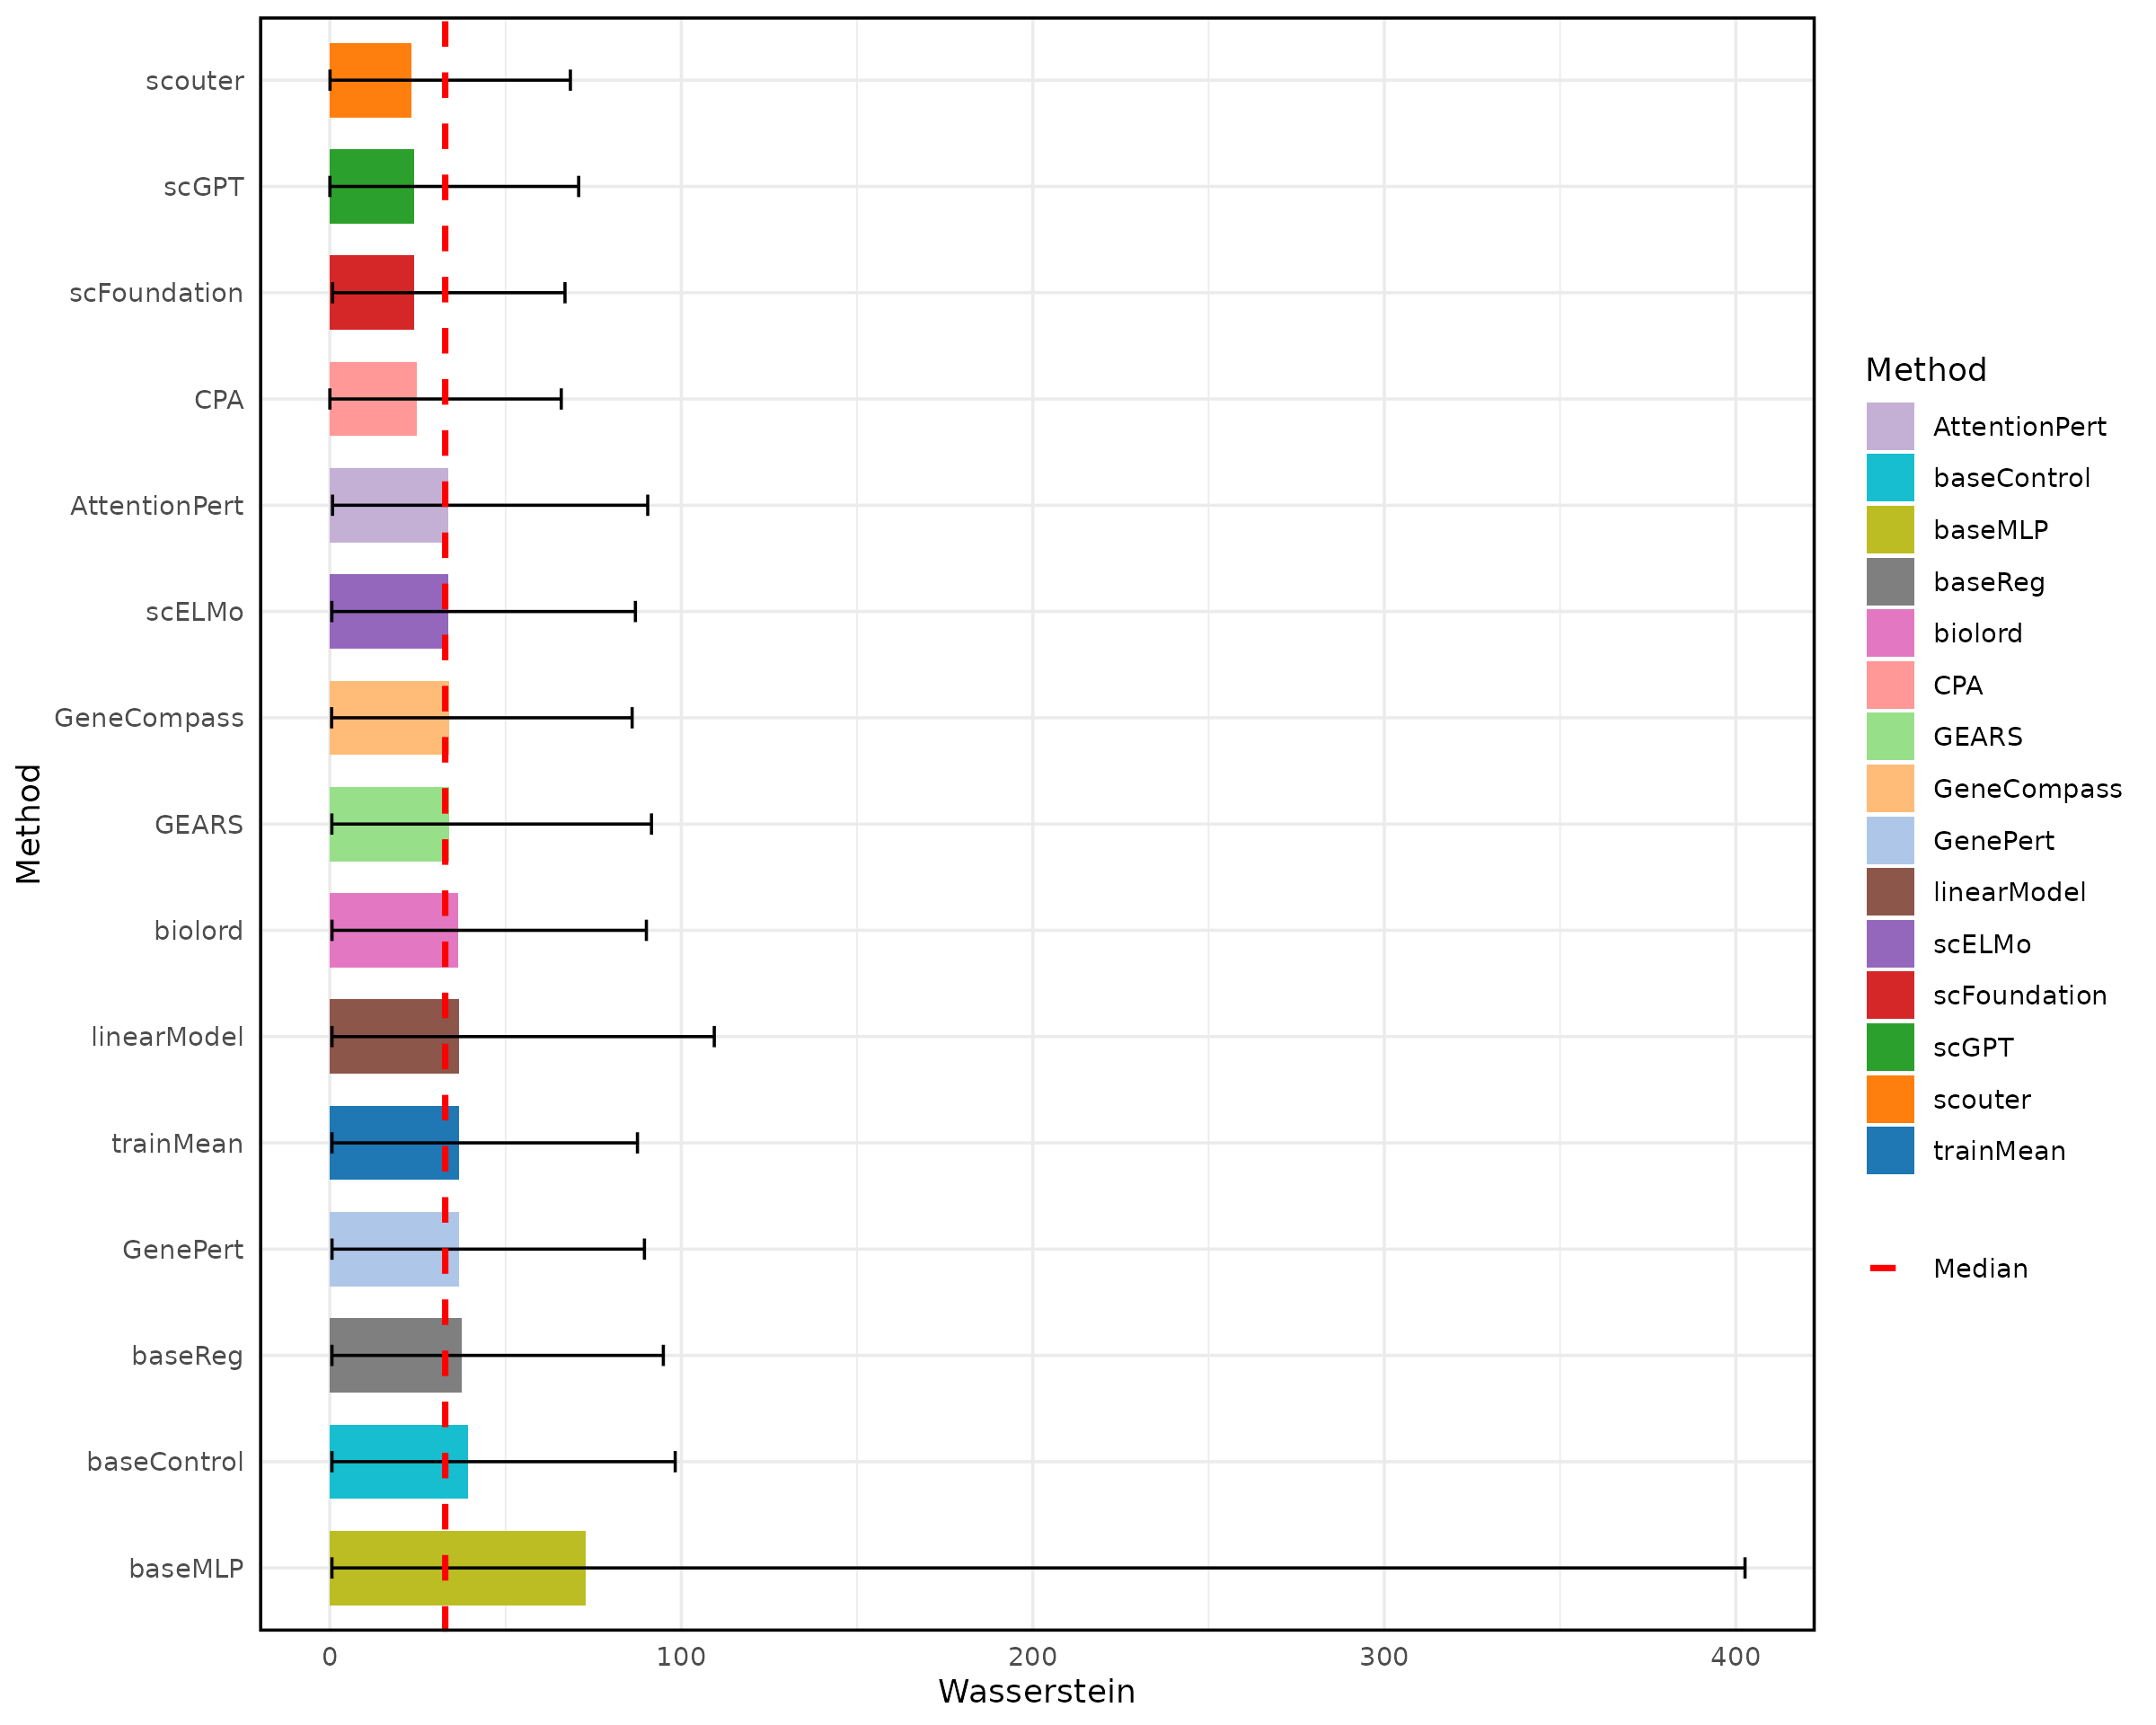 scouter
scGPT
scFoundation
CPA
AttentionPert
scELMo
GeneCompass
GEARS
biolord
linearModel
trainMean
GenePert
baseReg
baseControl
baseMLP
Method
0 100 200 300 400
Wasserstein
Method
AttentionPert
baseControl
baseMLP
baseReg
biolord
CPA
GEARS
GeneCompass
GenePert
linearModel
scELMo
scFoundation
scGPT
scouter
trainMean
Median